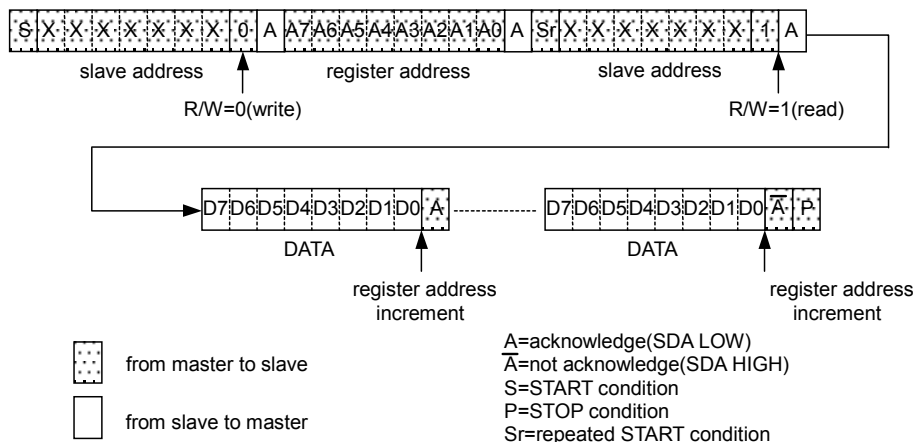 S X X X X X X X 0 A A7 A6 A5 A4 A3 A2 A1 A0 A Sr X X X X X X X 1 A
slave address register address slave address
R/W=0(write) R/W=1(read)
D7 D6 D5 D4 D3 D2 D1 D0 A D7 D6 D5 D4 D3 D2 D1 D0 A̅ P
DATA DATA
register address
increment
register address
increment
from master to slave
from slave to master
A=acknowledge(SDA LOW)
A̅=not acknowledge(SDA HIGH)
S=START condition
P=STOP condition
Sr=repeated START condition